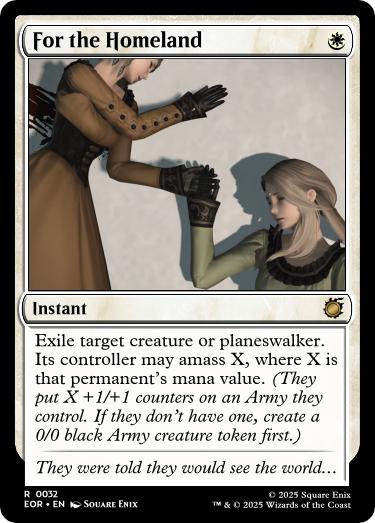 For the Homeland
Instant
Exile target creature or planeswalker.
Its controller may amass X, where X is
that permanent's mana value. (They
put X +1/+1 counters on an Army they
control. If they don't have one, create a
0/0 black Army creature token first.)
They were told they would see the world...
R 0032 © 2025 Square Enix
EOR • EN SQUARE ENIX ™ & © 2025 Wizards of the Coast